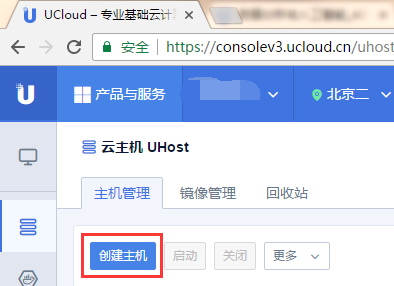 UCloud – 专业基础云计
安全 https://consolev3.ucloud.cn/uhost
U 产品与服务 北京二
云主机 UHost
主机管理 镜像管理 回收站
创建主机 启动 关闭 更多